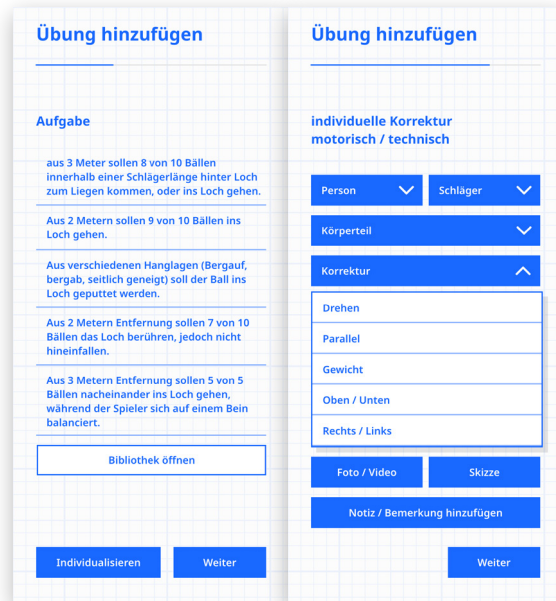 Übung hinzufügen
Aufgabe
aus 3 Meter sollen 8 von 10 Bällen
innerhalb einer Schlägerlänge hinter Loch
zum Liegen kommen, oder ins Loch gehen.
Aus 2 Metern sollen 9 von 10 Bällen ins
Loch gehen.
Aus verschiedenen Hanglagen (Bergauf,
bergab, seitlich geneigt) soll der Ball ins
Loch geputtet werden.
Aus 2 Metern Entfernung sollen 7 von 10
Bällen das Loch berühren, jedoch nicht
hineinfallen.
Aus 3 Metern Entfernung sollen 5 von 5
Bällen nacheinander ins Loch gehen,
während der Spieler sich auf einem Bein
balanciert.
Bibliothek öffnen
Individualisieren
Weiter
Übung hinzufügen
individuelle Korrektur
motorisch / technisch
Person
Schläger
Körperteil
Korrektur
Drehen
Parallel
Gewicht
Oben / Unten
Rechts / Links
Foto / Video
Skizze
Notiz / Bemerkung hinzufügen
Weiter